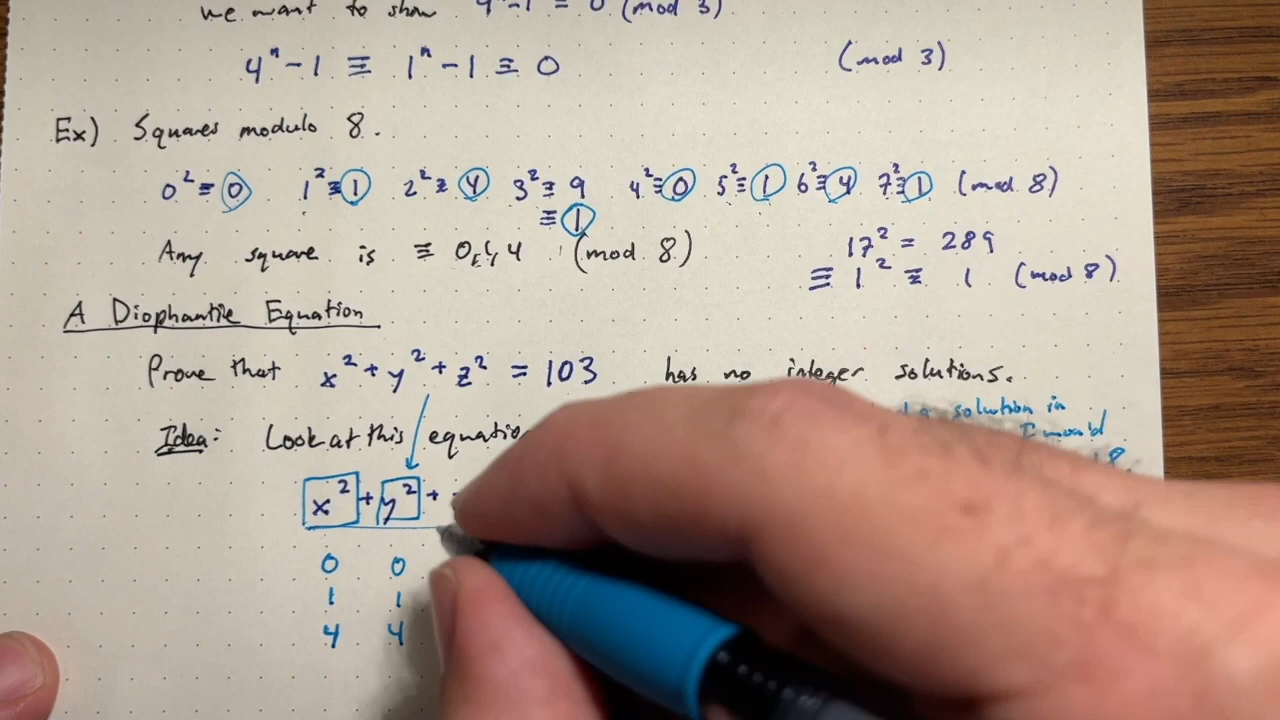 we want to show 4ⁿ-1 ≡ 0 (mod 3)
4ⁿ-1 ≡ 1ⁿ-1 ≡ 0 (mod 3)
Ex) Squares modulo 8.
0² ≡ 0 1² ≡ 1 2² ≡ 4 3² ≡ 9 4² ≡ 0 5² ≡ 1 6² ≡ 4 7² ≡ 1 (mod 8)
≡ 1
Any square is ≡ 0,1,4 (mod 8)
17² = 289
≡ 1² ≡ 1 (mod 8)
A Diophantine Equation
Prove that x² + y² + z² = 103 has no integer solutions.
Idea: Look at this equation
solution in
I would
8.
x² + y² +
0 0
1 1
4 4